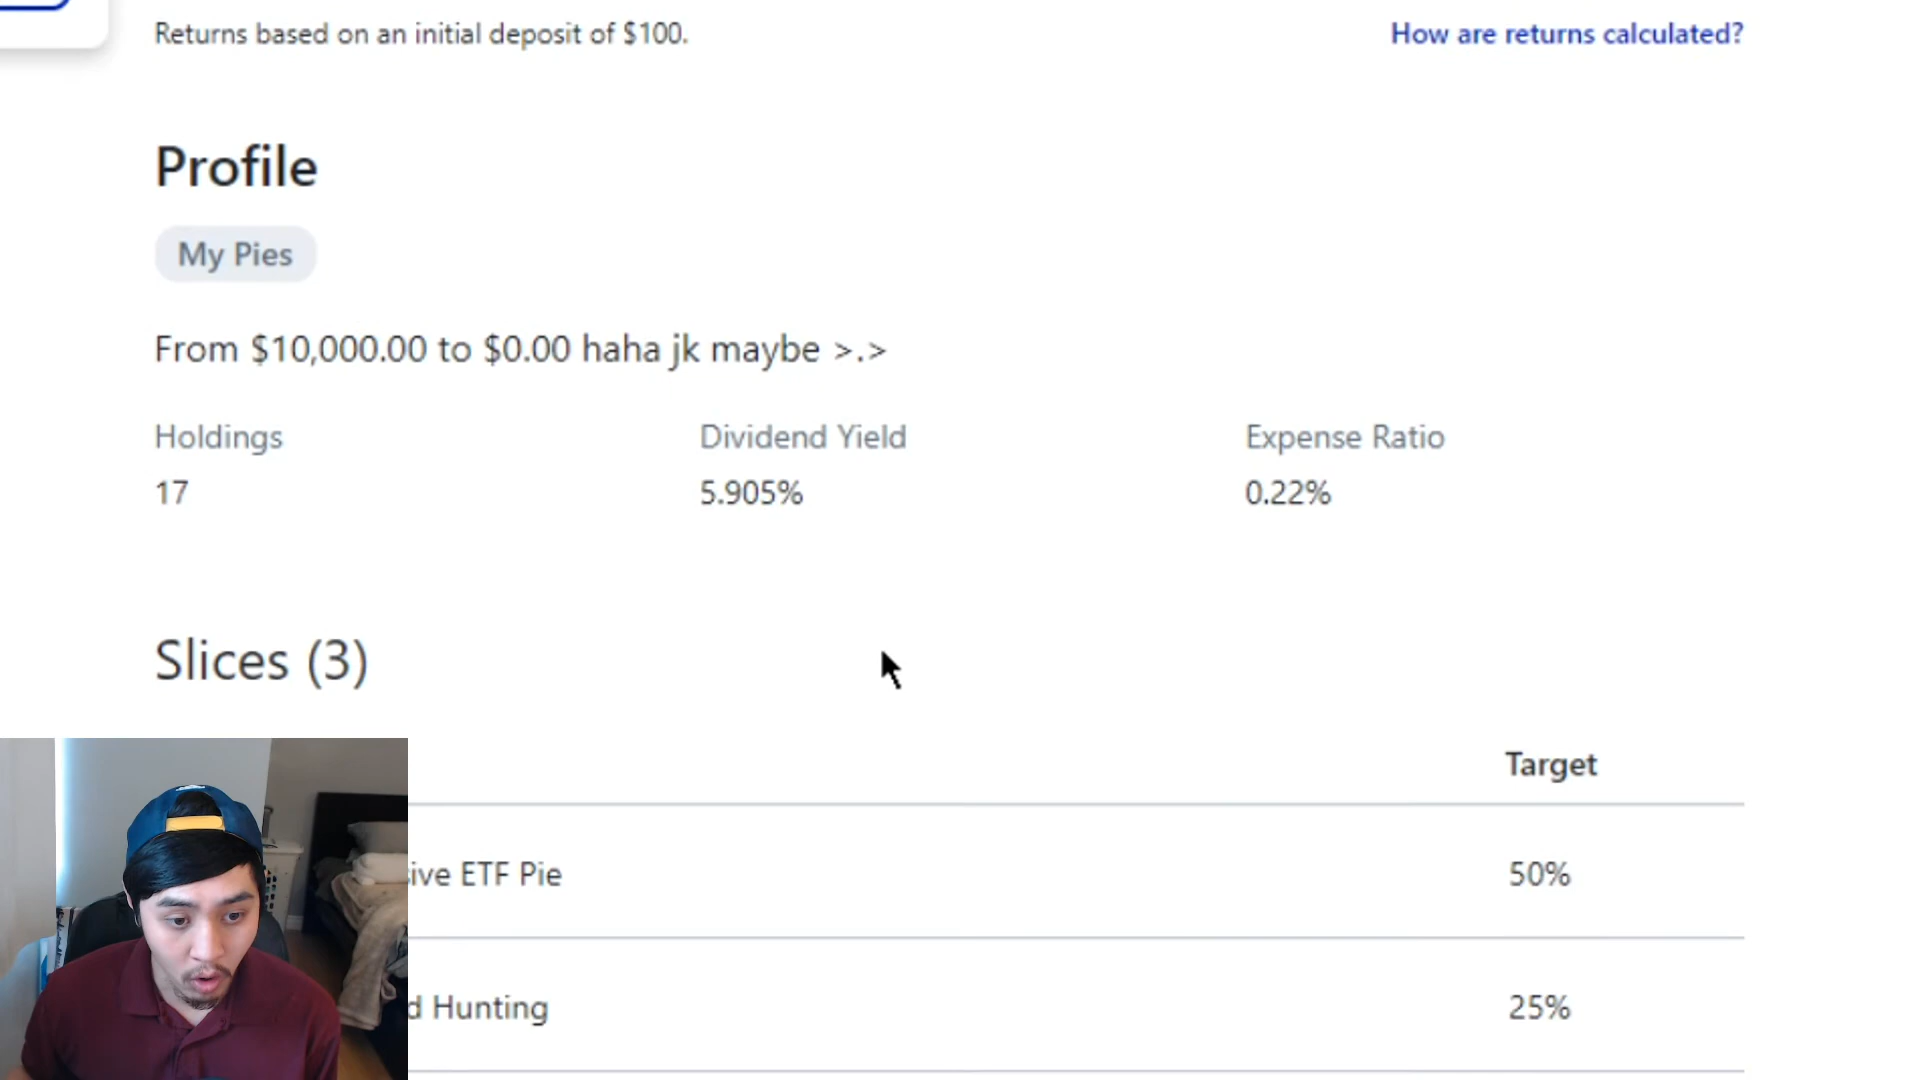 Returns based on an initial deposit of $100.
How are returns calculated?
Profile
My Pies
From $10,000.00 to $0.00 haha jk maybe >.>
Holdings
Dividend Yield
Expense Ratio
17
5.905%
0.22%
Slices (3)
Target
ETF Pie
50%
Hunting
25%